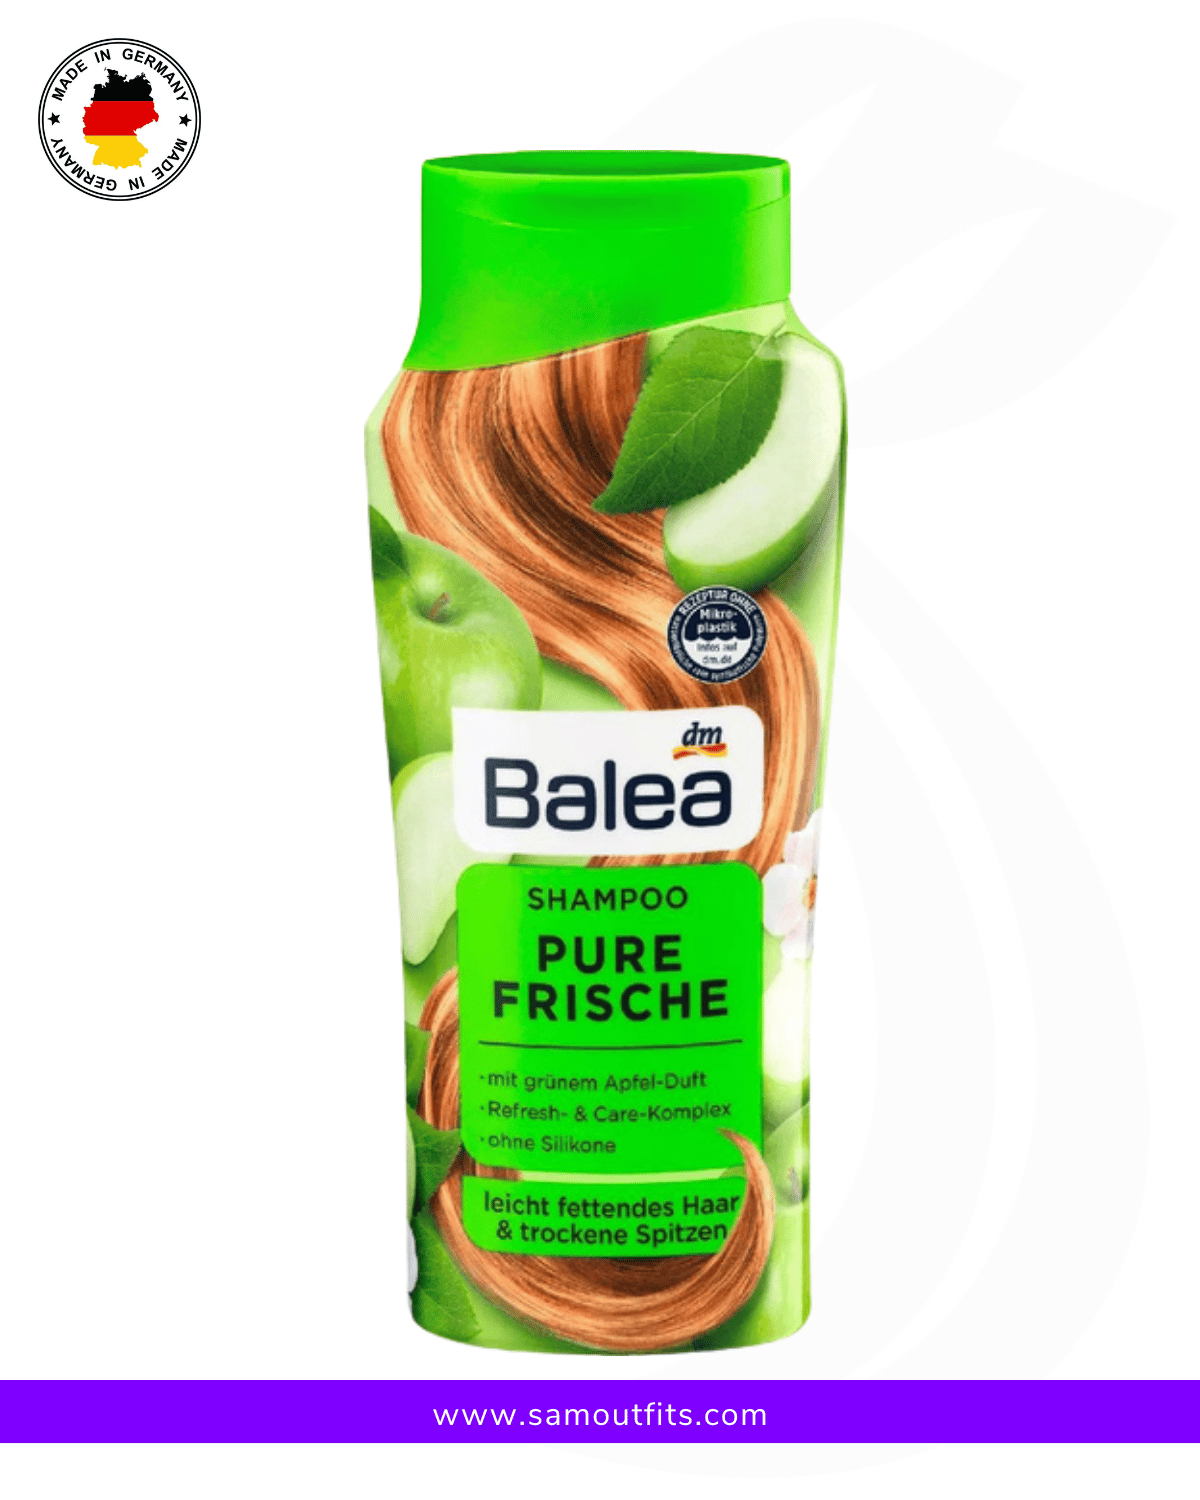 MADE IN GERMANY
MADE IN GERMANY
REZEPTUR OHNE
Mikro-
plastik
Infos auf
dm.de
dm
Balea
SHAMPOO
PURE
FRISCHE
•mit grünem Apfel-Duft
•Refresh- & Care-Komplex
•ohne Silikone
leicht fettendes Haar
& trockene Spitzen
www.samoutfits.com